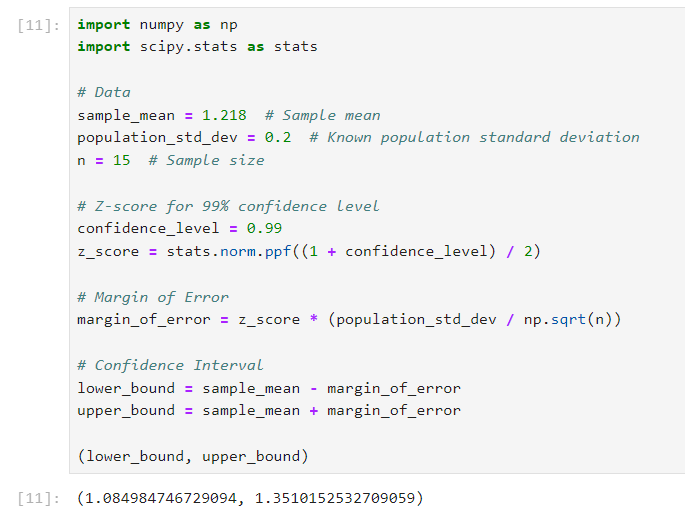 [11]: import numpy as np
import scipy.stats as stats
# Data
sample_mean = 1.218  # Sample mean
population_std_dev = 0.2  # Known population standard deviation
n = 15  # Sample size
# Z-score for 99% confidence level
confidence_level = 0.99
z_score = stats.norm.ppf((1 + confidence_level) / 2)
# Margin of Error
margin_of_error = z_score * (population_std_dev / np.sqrt(n))
# Confidence Interval
lower_bound = sample_mean - margin_of_error
upper_bound = sample_mean + margin_of_error
(lower_bound, upper_bound)
[11]: (1.084984746729094, 1.3510152532709059)